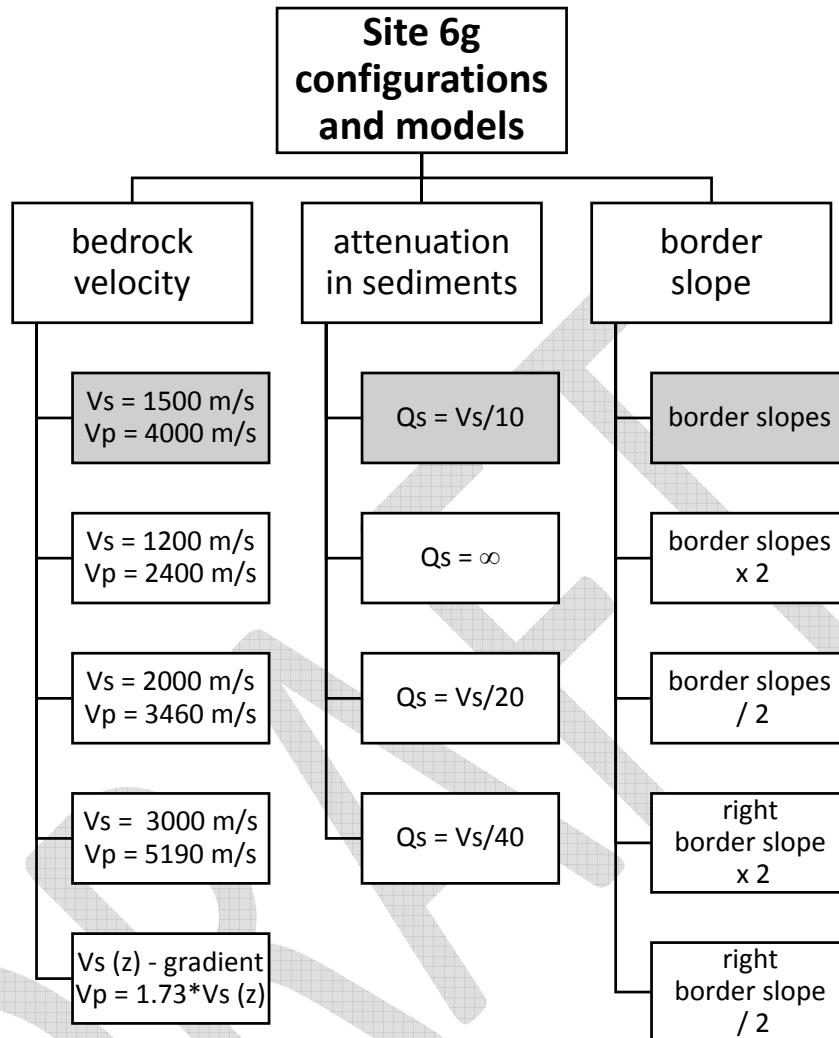 Site 6g
configurations
and models
bedrock
velocity
Vs = 1500 m/s
Vp = 4000 m/s
Vs = 1200 m/s
Vp = 2400 m/s
Vs = 2000 m/s
Vp = 3460 m/s
Vs = 3000 m/s
Vp = 5190 m/s
Vs (z) - gradient
Vp = 1.73*Vs (z)
attenuation
in sediments
Qs = Vs/10
Qs = ∞
Qs = Vs/20
Qs = Vs/40
border
slope
border slopes
border slopes
x 2
border slopes
/ 2
right
border slope
x 2
right
border slope
/ 2